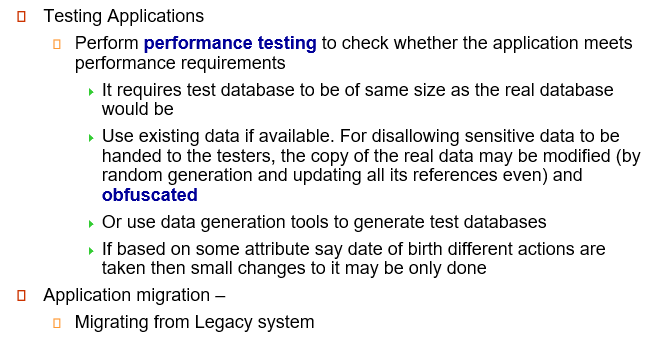 Testing Applications
Perform performance testing to check whether the application meets
performance requirements
It requires test database to be of same size as the real database
would be
Use existing data if available. For disallowing sensitive data to be
handed to the testers, the copy of the real data may be modified (by
random generation and updating all its references even) and
obfuscated
Or use data generation tools to generate test databases
If based on some attribute say date of birth different actions are
taken then small changes to it may be only done
Application migration –
Migrating from Legacy system